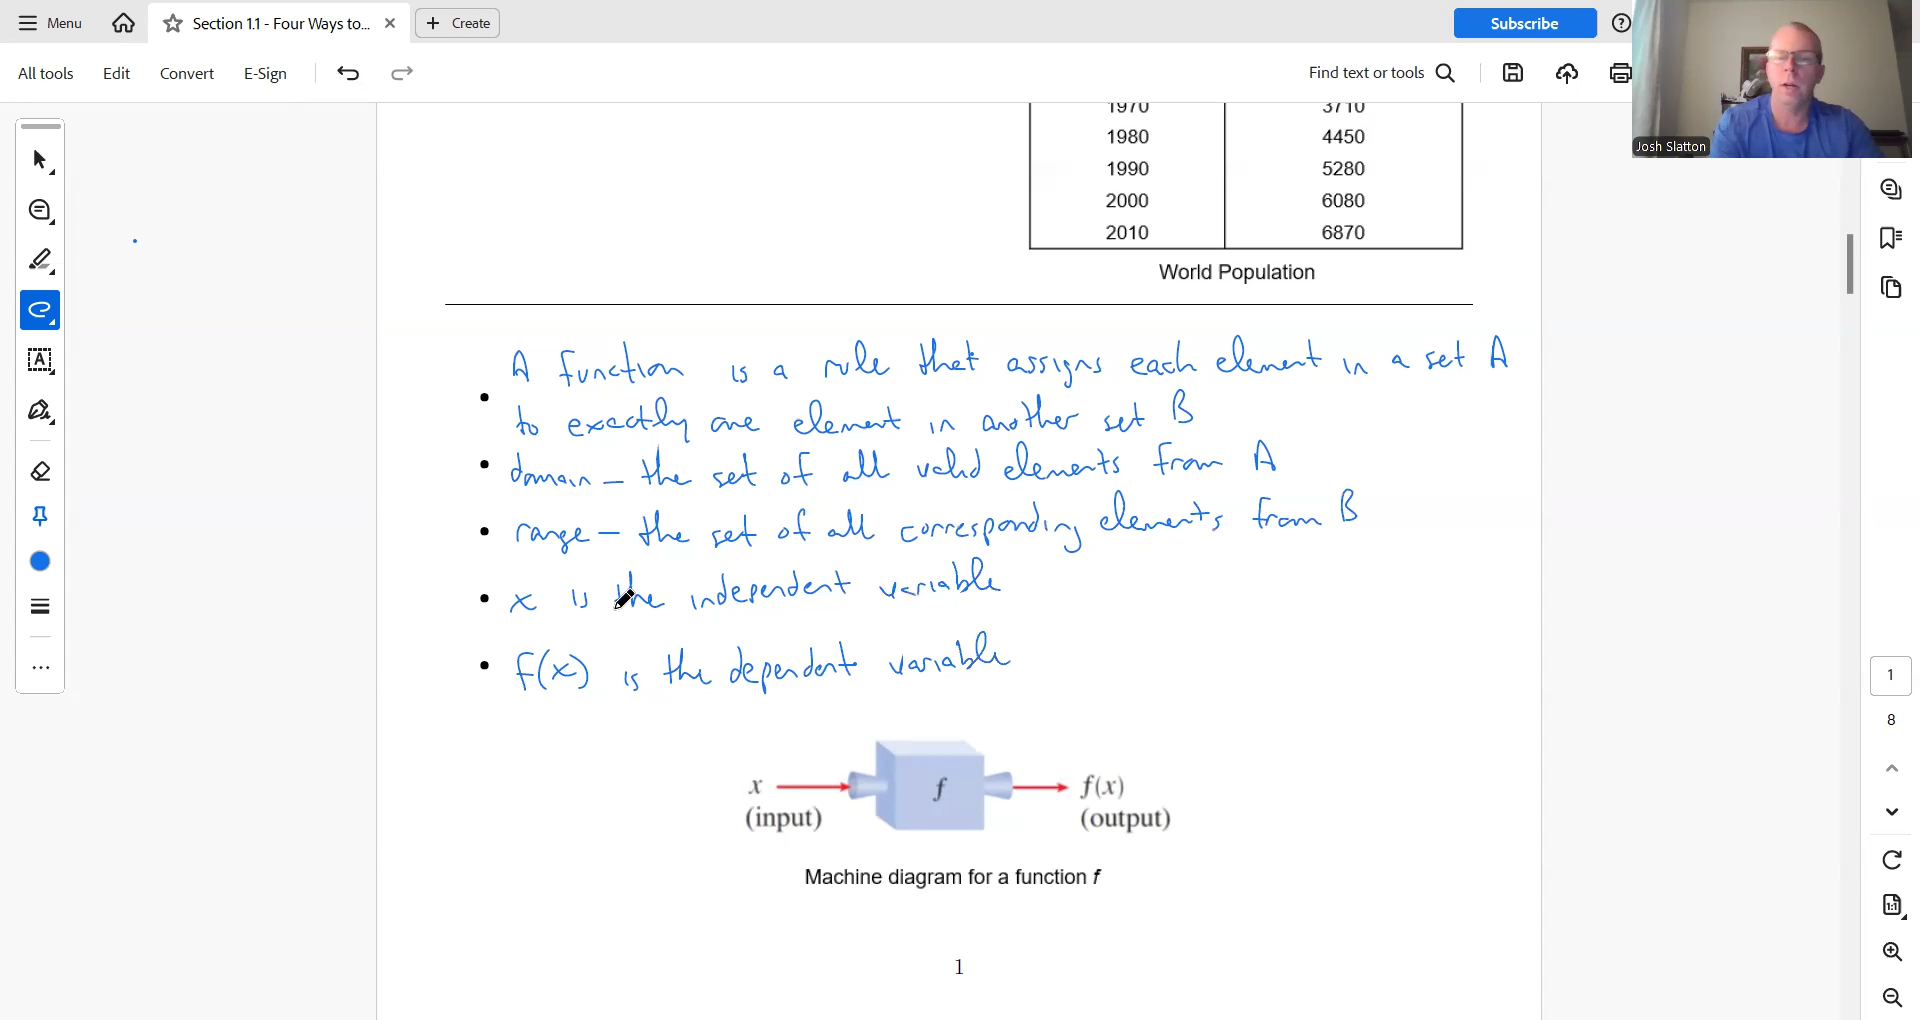 Menu
Section 1.1 - Four Ways to...
Create
Subscribe
All tools
Edit
Convert
E-Sign
Find text or tools
Josh Slatton
1970 3710
1980 4450
1990 5280
2000 6080
2010 6870
World Population
A function is a rule that assigns each element in a set A
to exactly one element in another set B
domain – the set of all valid elements from A
range – the set of all corresponding elements from B
x is the independent variable
f(x) is the dependent variable
x f f(x)
(input) (output)
Machine diagram for a function f
1
1
8